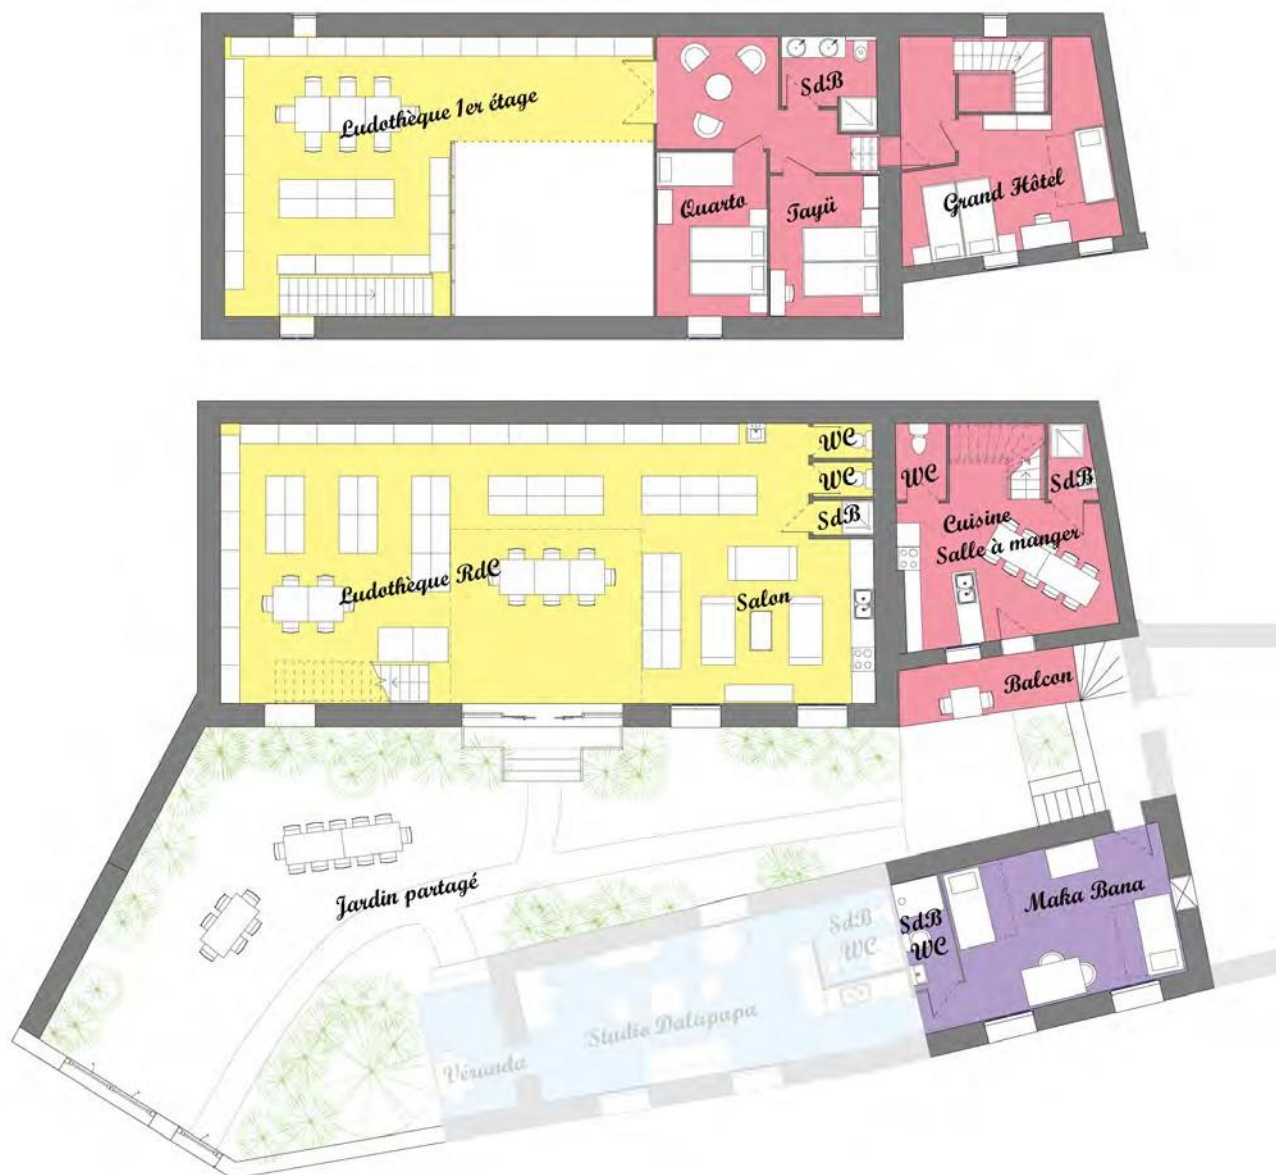 Ludothèque 1er étage
SdB
Quarto
Tayü
Grand Hôtel
WC
WC
SdB
WC
SdB
Cuisine
Salle à manger
Ludothèque RdC
Salon
Balcon
Jardin partagé
SdB
WC
SdB
WC
Maka Bana
Studio Dalapapa
Véranda